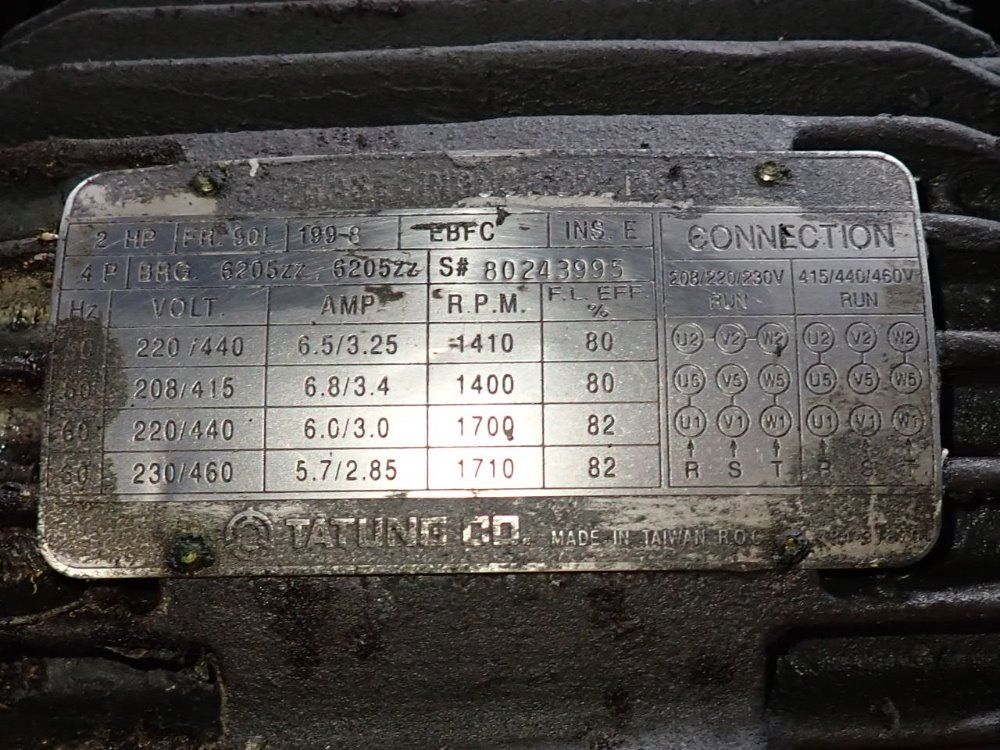 2 HP FR. 90L 199-8 EBFC INS. E
4 P BRG. 6205ZZ, 6205ZZ S# 80243995
CONNECTION
208/220/230V 415/440/460V
RUN RUN
Hz VOLT. AMP R.P.M. F.L. EFF. %
220/440 6.5/3.25 1410 80
208/415 6.8/3.4 1400 80
60 220/440 6.0/3.0 1700 82
230/460 5.7/2.85 1710 82
U2 V2 W2 U2 V2 W2
U5 V5 W5 U5 V5 W5
U1 V1 W1 U1 V1 W1
R S T R S T
TATUNG CO. MADE IN TAIWAN R.O.C